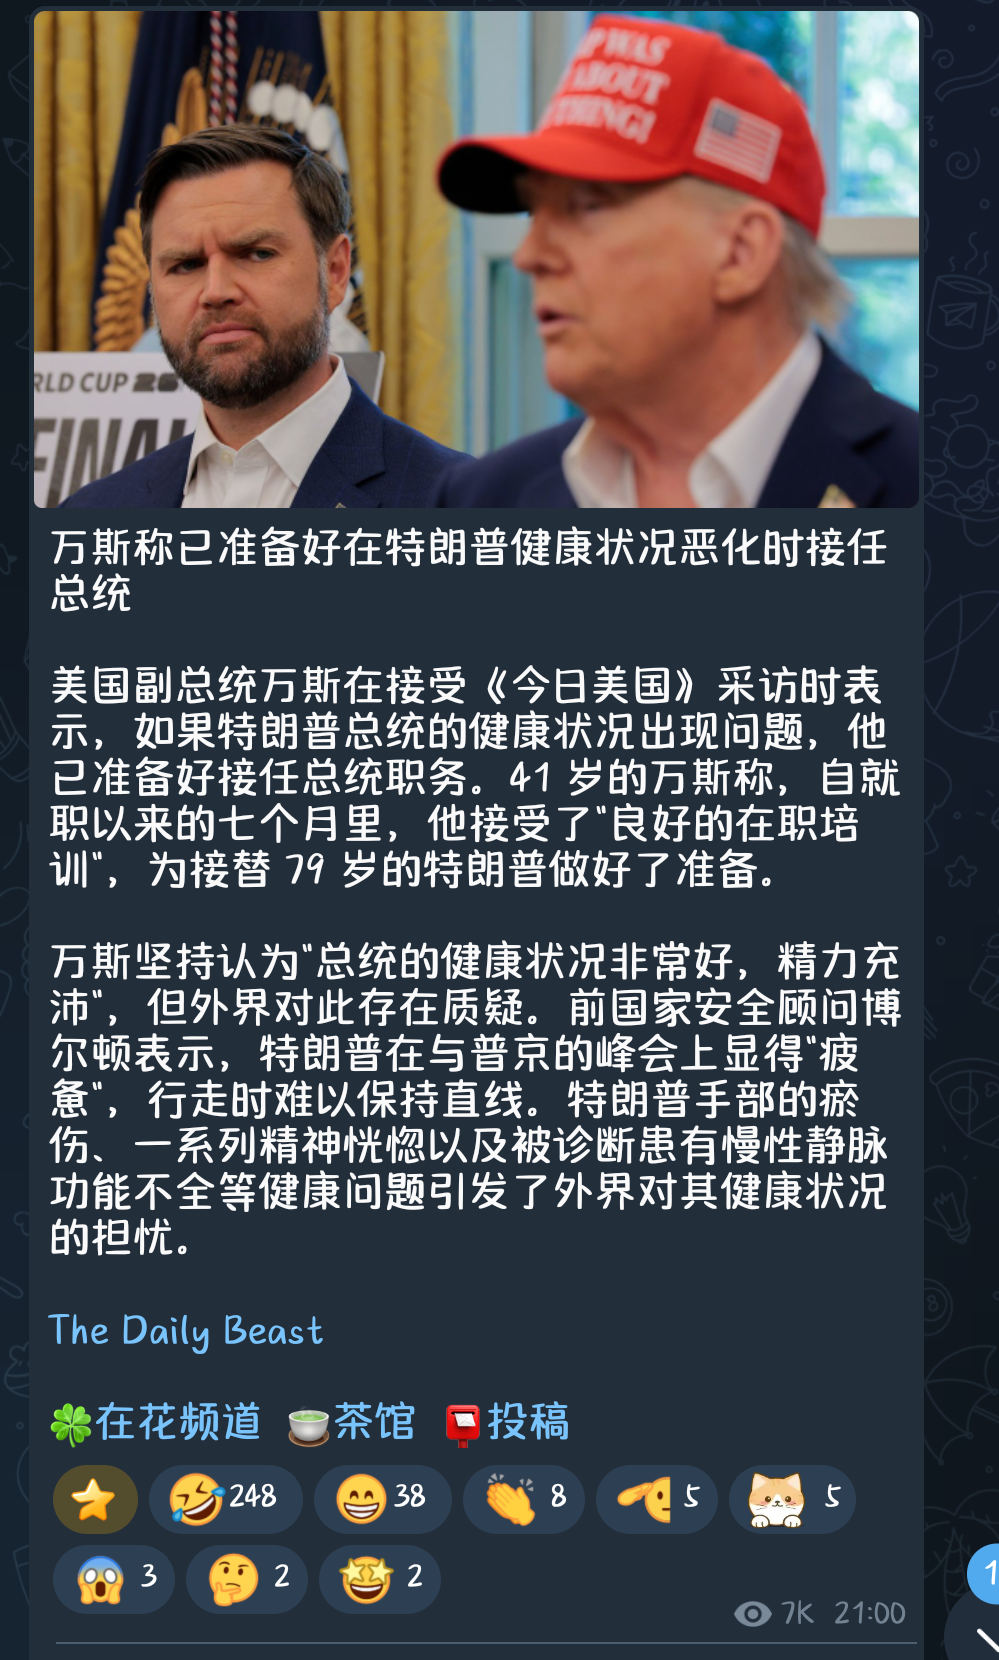 P WAS
ABOUT
THING!
RLD CUP 26
FINAL
万斯称已准备好在特朗普健康状况恶化时接任
总统
美国副总统万斯在接受《今日美国》采访时表
示，如果特朗普总统的健康状况出现问题，他
已准备好接任总统职务。41 岁的万斯称，自就
职以来的七个月里，他接受了"良好的在职培
训"，为接替 79 岁的特朗普做好了准备。
万斯坚持认为"总统的健康状况非常好，精力充
沛"，但外界对此存在质疑。前国家安全顾问博
尔顿表示，特朗普在与普京的峰会上显得"疲
惫"，行走时难以保持直线。特朗普手部的瘀
伤、一系列精神恍惚以及被诊断患有慢性静脉
功能不全等健康问题引发了外界对其健康状况
的担忧。
The Daily Beast
🍀在花频道 🍵茶馆 📮投稿
248 38 8 5 5
3 2 2
7K 21:00
1